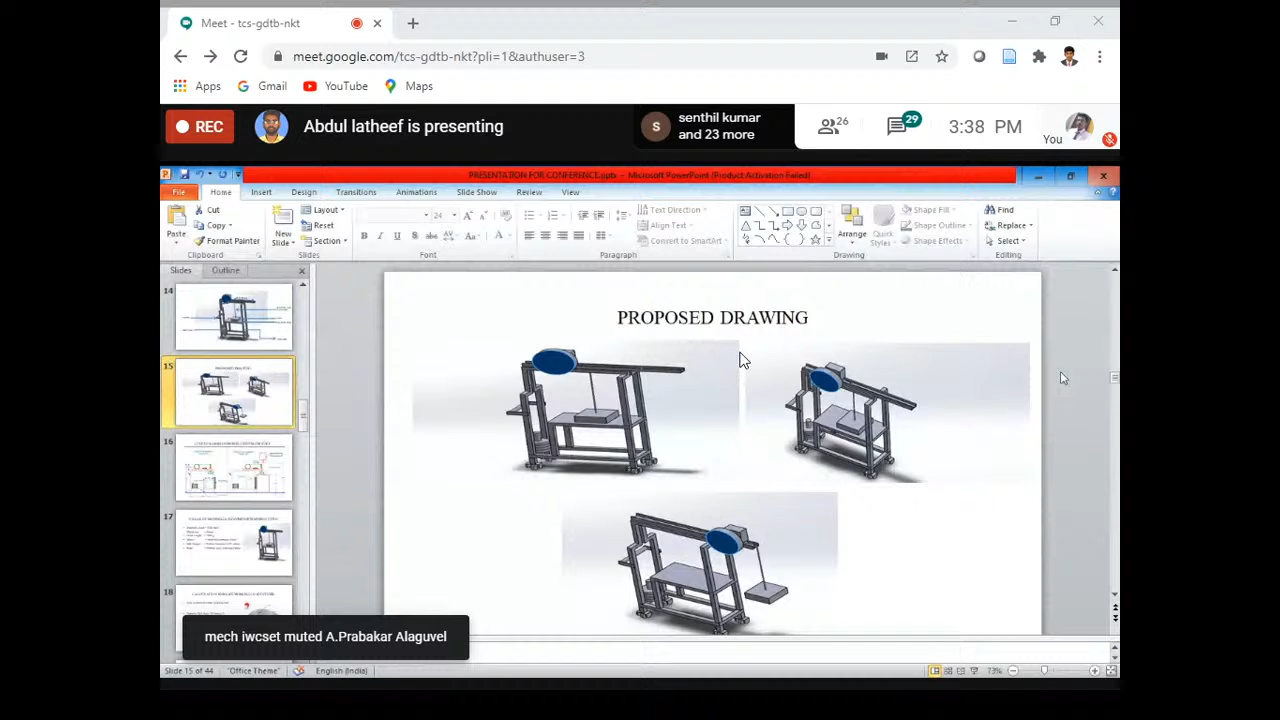 Meet - tcs-gdtb-nkt
meet.google.com/tcs-gdtb-nkt?pli=1&authuser=3
Apps Gmail YouTube Maps
REC Abdul latheef is presenting
senthil kumar
and 23 more
26 29 3:38 PM You
PRESENTATION FOR CONFERENCE.pptx - Microsoft PowerPoint (Product Activation Failed)
File Home Insert Design Transitions Animations Slide Show Review View
Paste Cut Copy Format Painter
New Slide Layout Reset Section
24
B I U S abc AV Aa A
Text Direction Align Text Convert to SmartArt
Arrange Quick Styles Shape Fill Shape Outline Shape Effects
Find Replace Select
Clipboard Slides Font Paragraph Drawing Editing
Slides Outline
14
15
16
17
18
PROPOSED DRAWING
mech iwcset muted A.Prabakar Alaguvel
Slide 15 of 44 "Office Theme" English (India) 73%